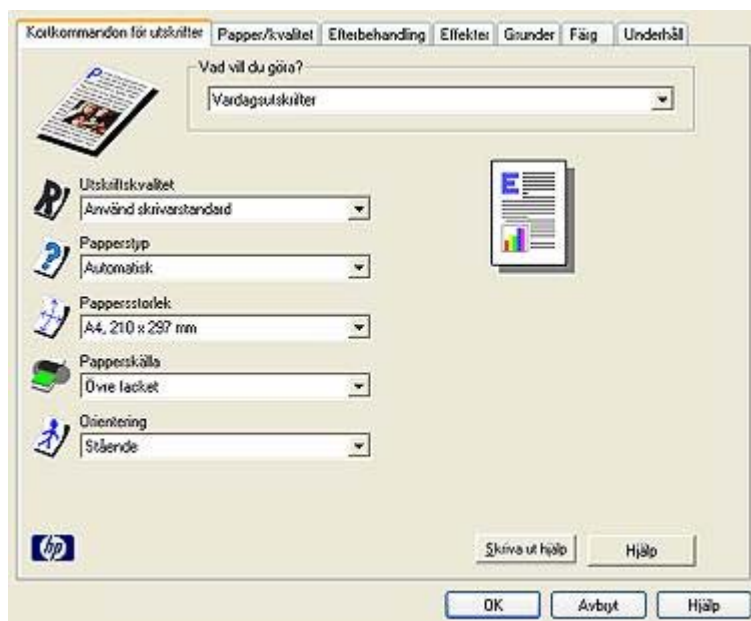 Kortkommandon för utskrifter Papper/kvalitet Efterbehandling Effekter Grunder Färg Underhåll
Vad vill du göra?
Vardagsutskrifter
Utskriftskvalitet
Använd skrivarstandard
Papperstyp
Automatisk
Pappersstorlek
A4, 210 x 297 mm
Papperskälla
Övre facket
Orientering
Stående
hp
Skriva ut hjälp Hjälp
OK Avbryt Hjälp